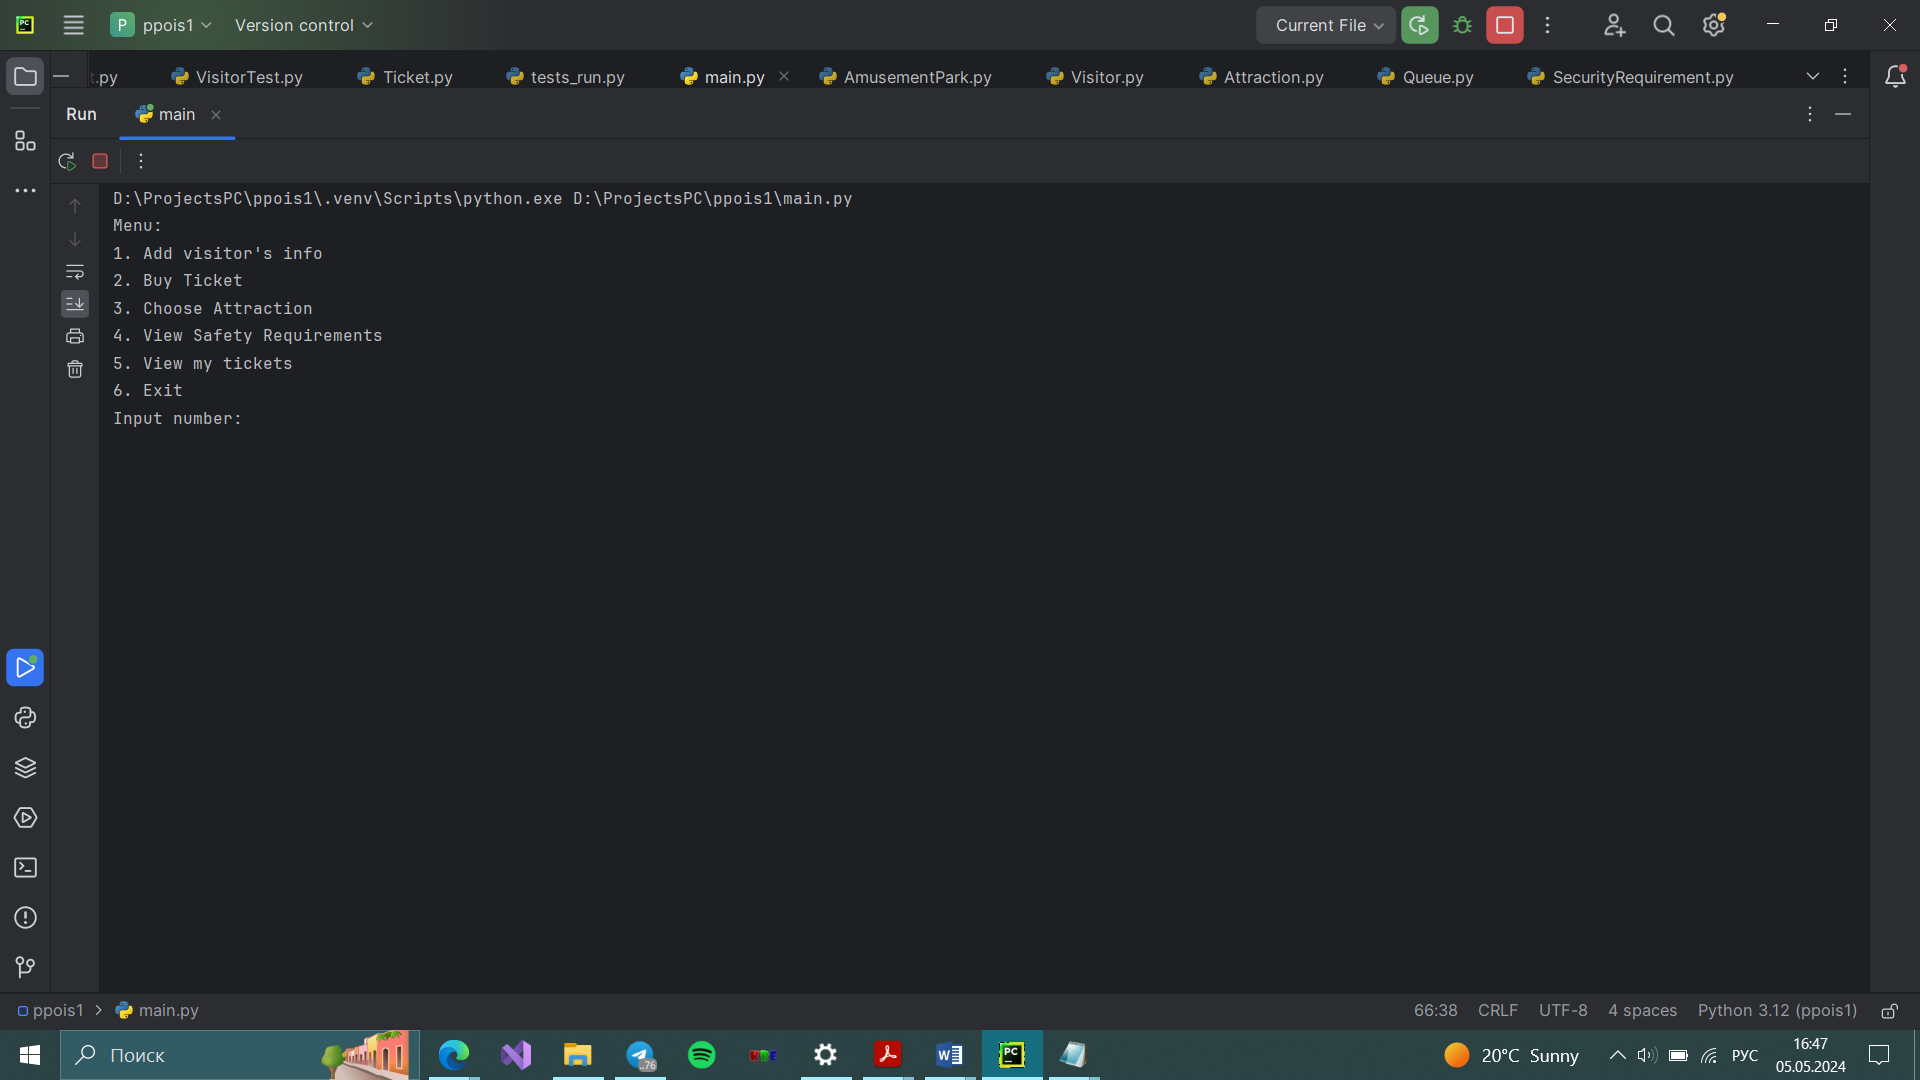 PC
P ppois1 Version control Current File
t.py VisitorTest.py Ticket.py tests_run.py main.py AmusementPark.py Visitor.py Attraction.py Queue.py SecurityRequirement.py
Run main
D:\ProjectsPC\ppois1\.venv\Scripts\python.exe D:\ProjectsPC\ppois1\main.py
Menu:
1. Add visitor's info
2. Buy Ticket
3. Choose Attraction
4. View Safety Requirements
5. View my tickets
6. Exit
Input number:
ppois1 > main.py 66:38 CRLF UTF-8 4 spaces Python 3.12 (ppois1)
Поиск ..76 W PC 20°C Sunny РУС 16:47
05.05.2024